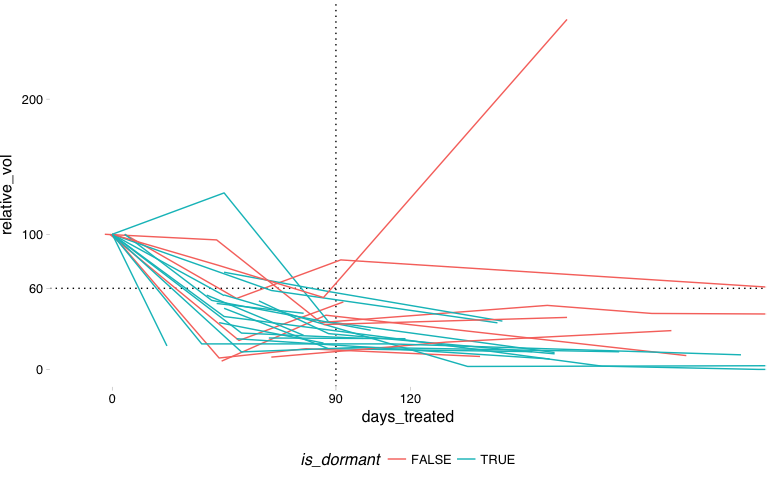 relative_vol
200
100
60
0
0
90
120
days_treated
is_dormant FALSE TRUE